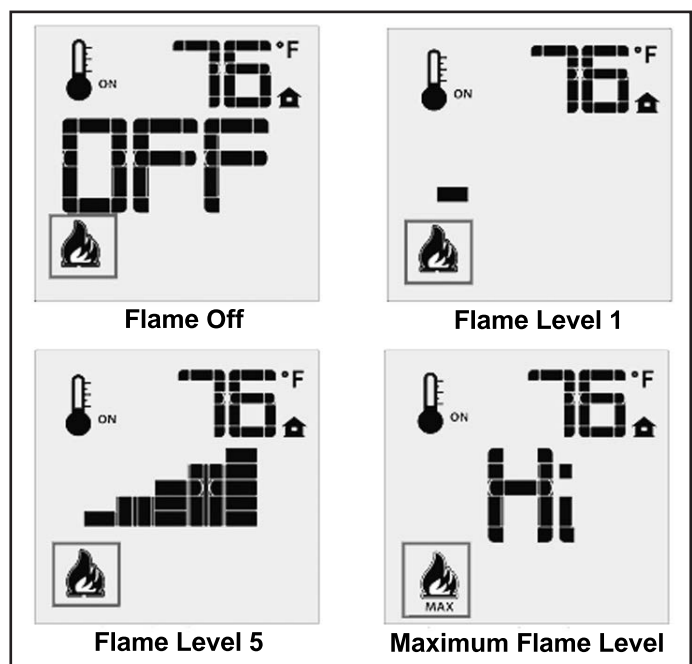 76 °F
ON
OFF
Flame Off
76 °F
ON
Flame Level 1
76 °F
ON
Flame Level 5
76 °F
ON
Hi
MAX
Maximum Flame Level